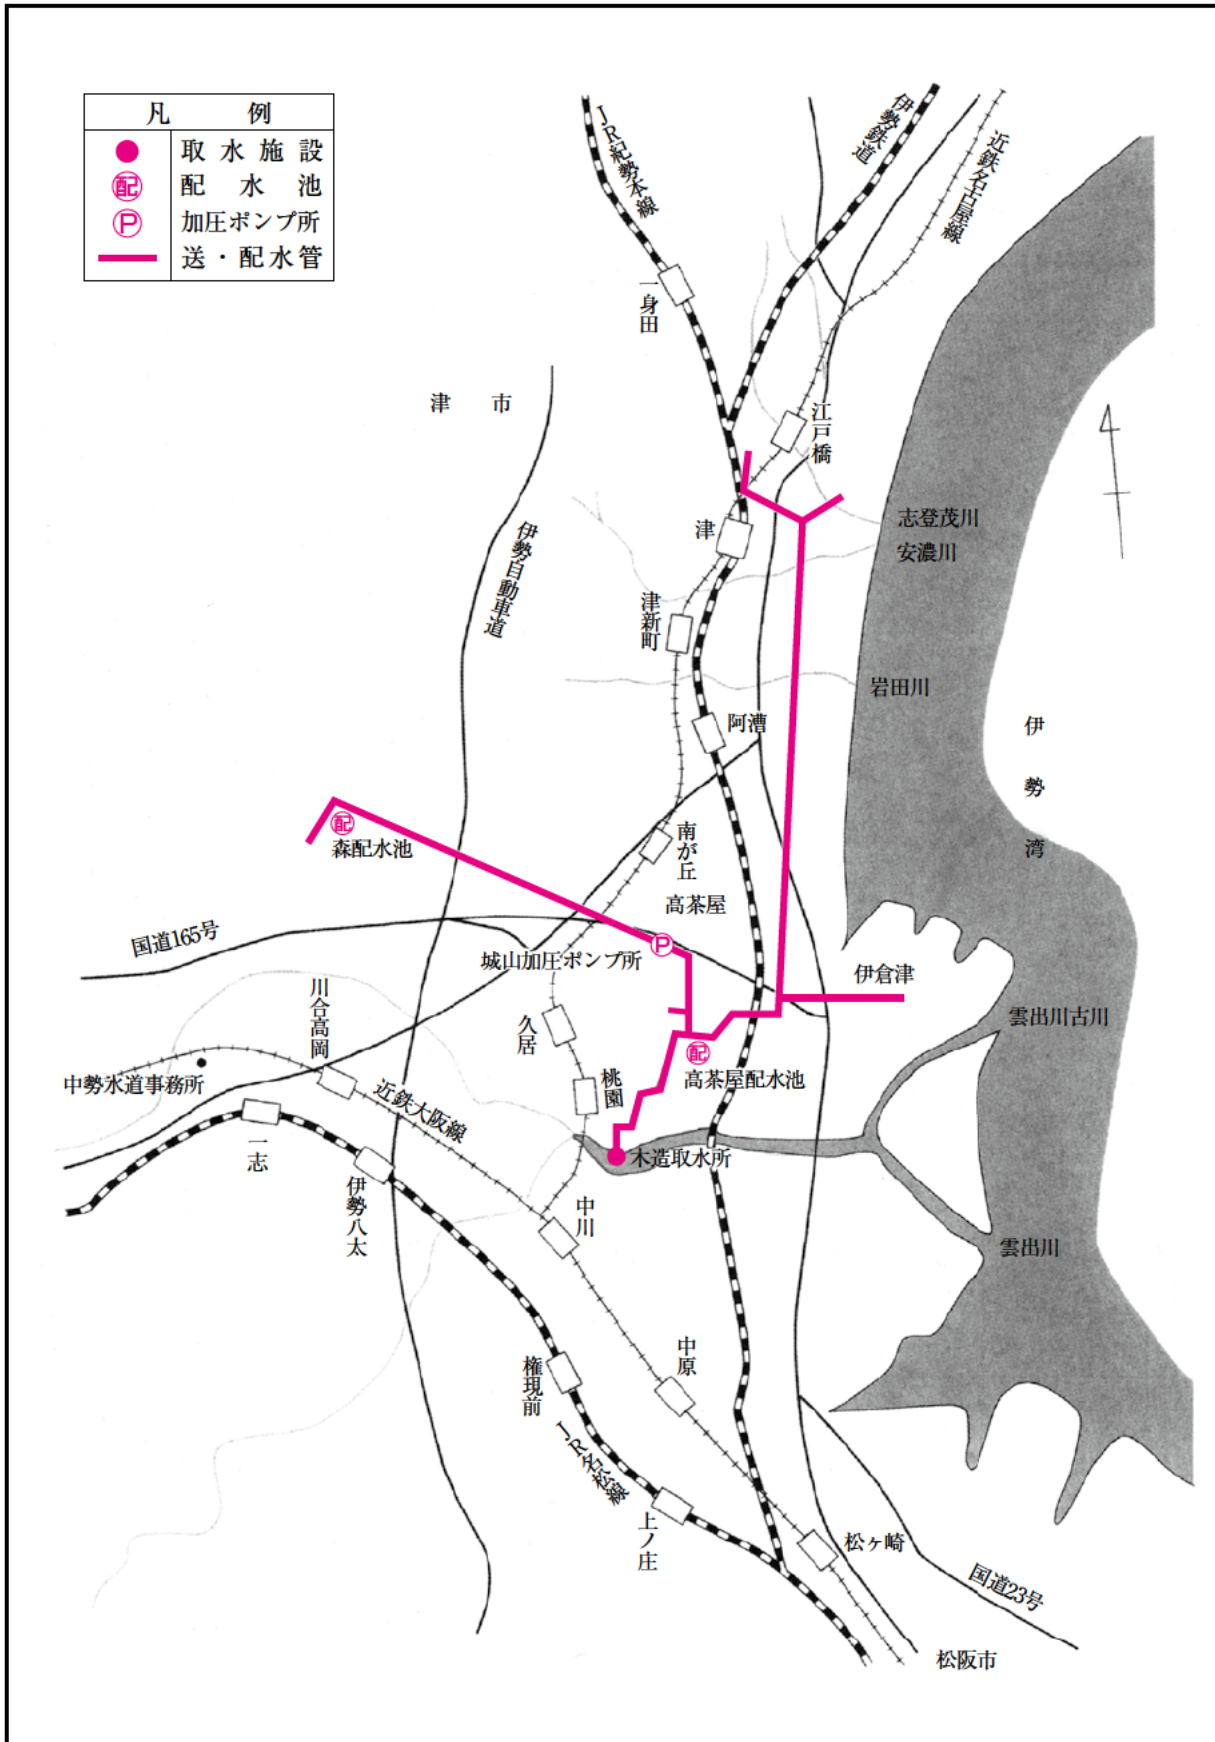 凡例
取水施設
配水池
加圧ポンプ所
送・配水管
配
P
JR紀勢本線
伊勢鉄道
近鉄名古屋線
一身田
津市
江戸橋
志登茂川
津
安濃川
伊勢自動車道
津新町
岩田川
阿漕
伊勢湾
配
森配水池
南が丘
高茶屋
国道165号
P
城山加圧ポンプ所
伊倉津
川合高岡
久居
雲出川古川
配
高茶屋配水池
中勢水道事務所
桃園
近鉄大阪線
一志
木造取水所
伊勢八太
中川
雲出川
中原
権現前
JR名松線
上ノ庄
松ヶ崎
国道23号
松阪市